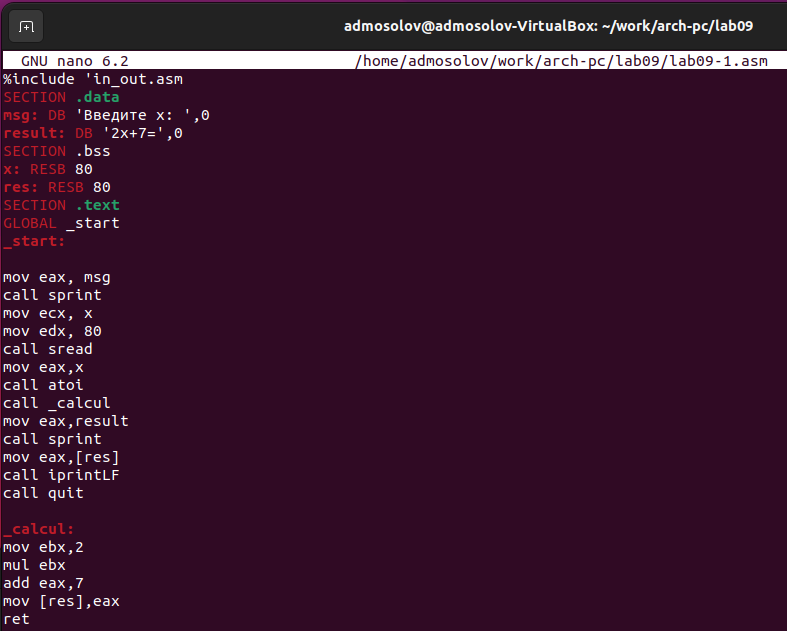 admosolov@admosolov-VirtualBox: ~/work/arch-pc/lab09
GNU nano 6.2 /home/admosolov/work/arch-pc/lab09/lab09-1.asm
%include 'in_out.asm
SECTION .data
msg: DB 'Введите x: ',0
result: DB '2x+7=',0
SECTION .bss
x: RESB 80
res: RESB 80
SECTION .text
GLOBAL _start
_start:
mov eax, msg
call sprint
mov ecx, x
mov edx, 80
call sread
mov eax,x
call atoi
call _calcul
mov eax,result
call sprint
mov eax,[res]
call iprintLF
call quit
_calcul:
mov ebx,2
mul ebx
add eax,7
mov [res],eax
ret